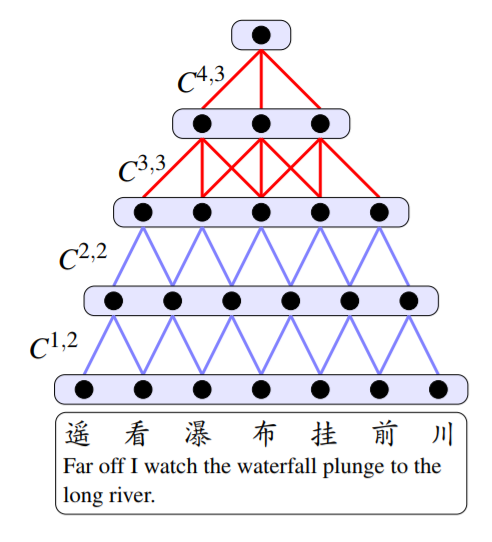 C4,3
C3,3
C2,2
C1,2
遥 看 瀑 布 挂 前 川
Far off I watch the waterfall plunge to the
long river.